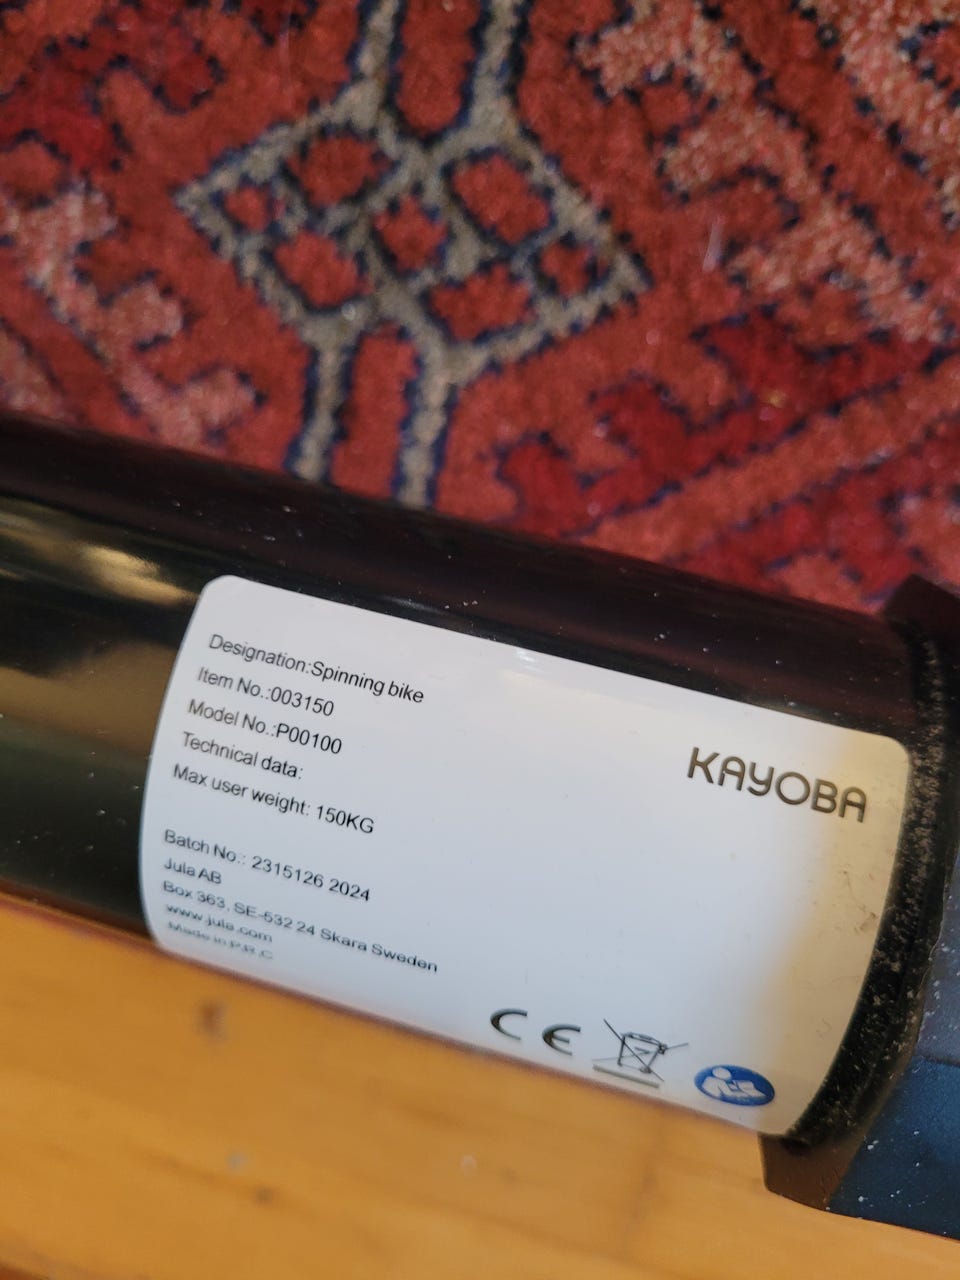 Designation:Spinning bike
Item No.:003150
Model No.:P00100
Technical data:
Max user weight: 150KG
KAYOBA
Batch No.: 2315126 2024
Jula AB
Box 363, SE-532 24 Skara Sweden
www.jula.com
Made in P.R.C
CE